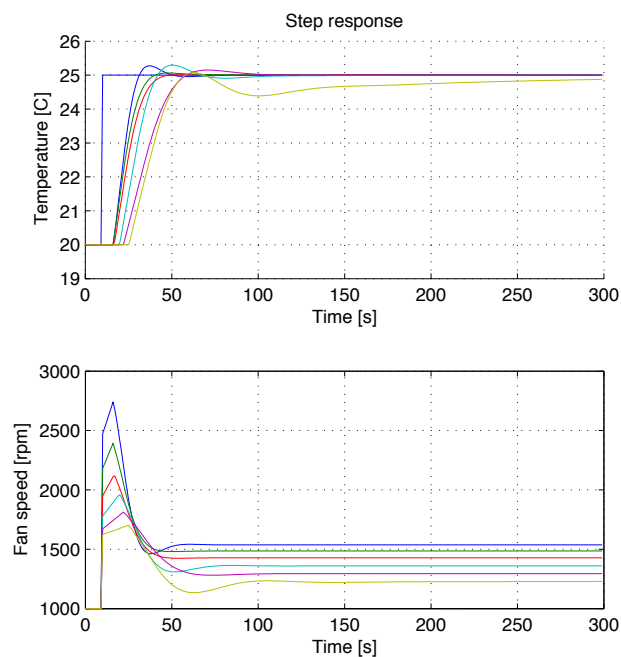 Step response
26
25
24
23
22
21
20
19
Temperature [C]
0 50 100 150 200 250 300
Time [s]
3000
2500
2000
1500
1000
Fan speed [rpm]
0 50 100 150 200 250 300
Time [s]